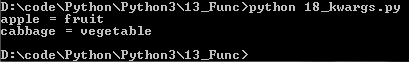 D:\code\Python\Python3\13_Func>python 18_kwargs.py
apple = fruit
cabbage = vegetable
D:\code\Python\Python3\13_Func>